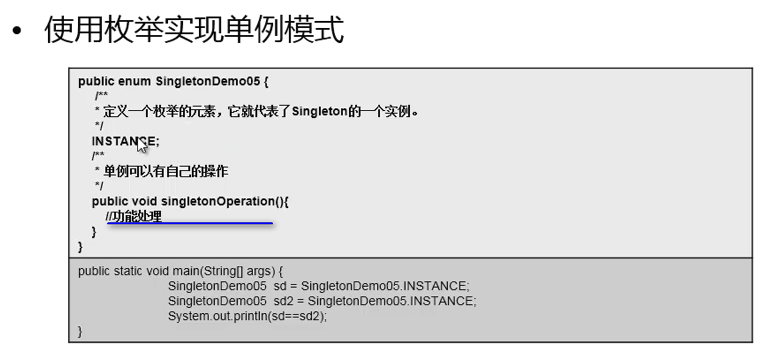 • 使用枚举实现单例模式
public enum SingletonDemo05 {
/**
* 定义一个枚举的元素，它就代表了Singleton的一个实例。
*/
INSTANCE;
/**
* 单例可以有自己的操作
*/
public void singletonOperation(){
//功能处理
}
}
public static void main(String[] args) {
SingletonDemo05 sd = SingletonDemo05.INSTANCE;
SingletonDemo05 sd2 = SingletonDemo05.INSTANCE;
System.out.println(sd==sd2);
}